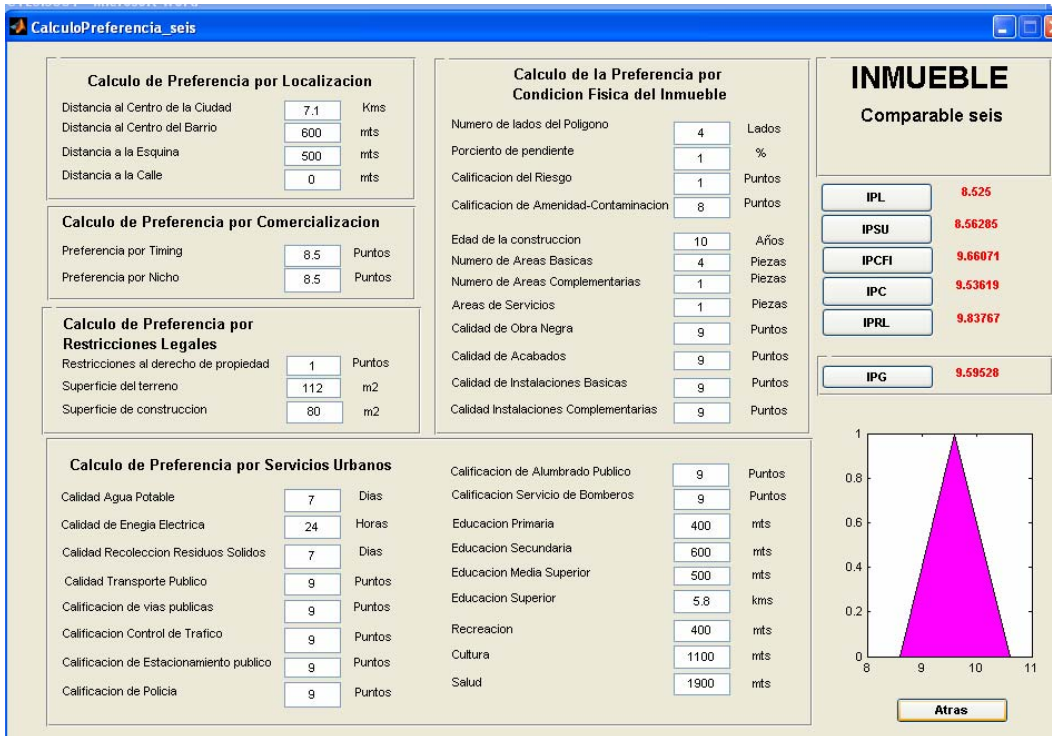 CalculoPreferencia_seis
Calculo de Preferencia por Localizacion
Distancia al Centro de la Ciudad 7.1 Kms
Distancia al Centro del Barrio 600 mts
Distancia a la Esquina 500 mts
Distancia a la Calle 0 mts
Calculo de Preferencia por Comercializacion
Preferencia por Timing 8.5 Puntos
Preferencia por Nicho 8.5 Puntos
Calculo de Preferencia por
Restricciones Legales
Restricciones al derecho de propiedad 1 Puntos
Superficie del terreno 112 m2
Superficie de construccion 80 m2
Calculo de la Preferencia por
Condicion Fisica del Inmueble
Numero de lados del Poligono 4 Lados
Porciento de pendiente 1 %
Calificacion del Riesgo 1 Puntos
Calificacion de Amenidad-Contaminacion 8 Puntos
Edad de la construccion 10 Años
Numero de Areas Basicas 4 Piezas
Numero de Areas Complementarias 1 Piezas
Areas de Servicios 1 Piezas
Calidad de Obra Negra 9 Puntos
Calidad de Acabados 9 Puntos
Calidad de Instalaciones Basicas 9 Puntos
Calidad Instalaciones Complementarias 9 Puntos
INMUEBLE
Comparable seis
IPL 8.525
IPSU 8.56285
IPCFI 9.66071
IPC 9.53619
IPRL 9.83767
IPG 9.59528
Calculo de Preferencia por Servicios Urbanos
Calidad Agua Potable 7 Dias
Calidad de Enegia Electrica 24 Horas
Calidad Recoleccion Residuos Solidos 7 Dias
Calidad Transporte Publico 9 Puntos
Calificacion de vias publicas 9 Puntos
Calificacion Control de Trafico 9 Puntos
Calificacion de Estacionamiento publico 9 Puntos
Calificacion de Policia 9 Puntos
Calificacion de Alumbrado Publico 9 Puntos
Calificacion Servicio de Bomberos 9 Puntos
Educacion Primaria 400 mts
Educacion Secundaria 600 mts
Educacion Media Superior 500 mts
Educacion Superior 5.8 kms
Recreacion 400 mts
Cultura 1100 mts
Salud 1900 mts
1
0.8
0.6
0.4
0.2
0
8 9 10 11
Atras